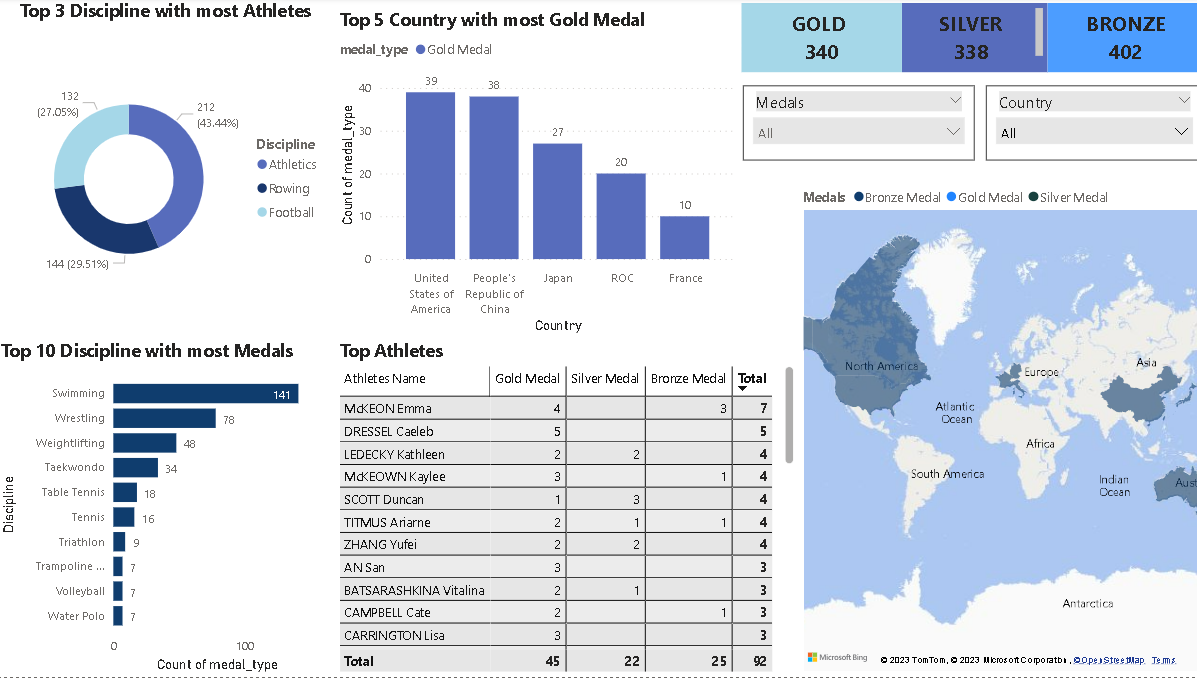 Top 3 Discipline with most Athletes
132
(27.05%)
212
(43.44%)
144 (29.51%)
Discipline
Athletics
Rowing
Football
Top 5 Country with most Gold Medal
medal_type Gold Medal
Count of medal_type
40
30
20
10
0
39
38
27
20
10
United
States of
America
People's
Republic of
China
Japan
ROC
France
Country
GOLD
340
SILVER
338
BRONZE
402
Medals
All
Country
All
Top 10 Discipline with most Medals
Discipline
Swimming 141
Wrestling 78
Weightlifting 48
Taekwondo 34
Table Tennis 18
Tennis 16
Triathlon 9
Trampoline ... 7
Volleyball 7
Water Polo 7
0 100
Count of medal_type
Top Athletes
Athletes Name Gold Medal Silver Medal Bronze Medal Total
McKEON Emma 4 3 7
DRESSEL Caeleb 5 5
LEDECKY Kathleen 2 2 4
McKEOWN Kaylee 3 1 4
SCOTT Duncan 1 3 4
TITMUS Ariarne 2 1 1 4
ZHANG Yufei 2 2 4
AN San 3 3
BATSARASHKINA Vitalina 2 1 3
CAMPBELL Cate 2 1 3
CARRINGTON Lisa 3 3
Total 45 22 25 92
Medals Bronze Medal Gold Medal Silver Medal
North America
Europe
Asia
Atlantic
Ocean
Africa
South America
Indian
Ocean
Aust
Antarctica
Microsoft Bing
© 2023 TomTom, © 2023 Microsoft Corporation, © OpenStreetMap Terms